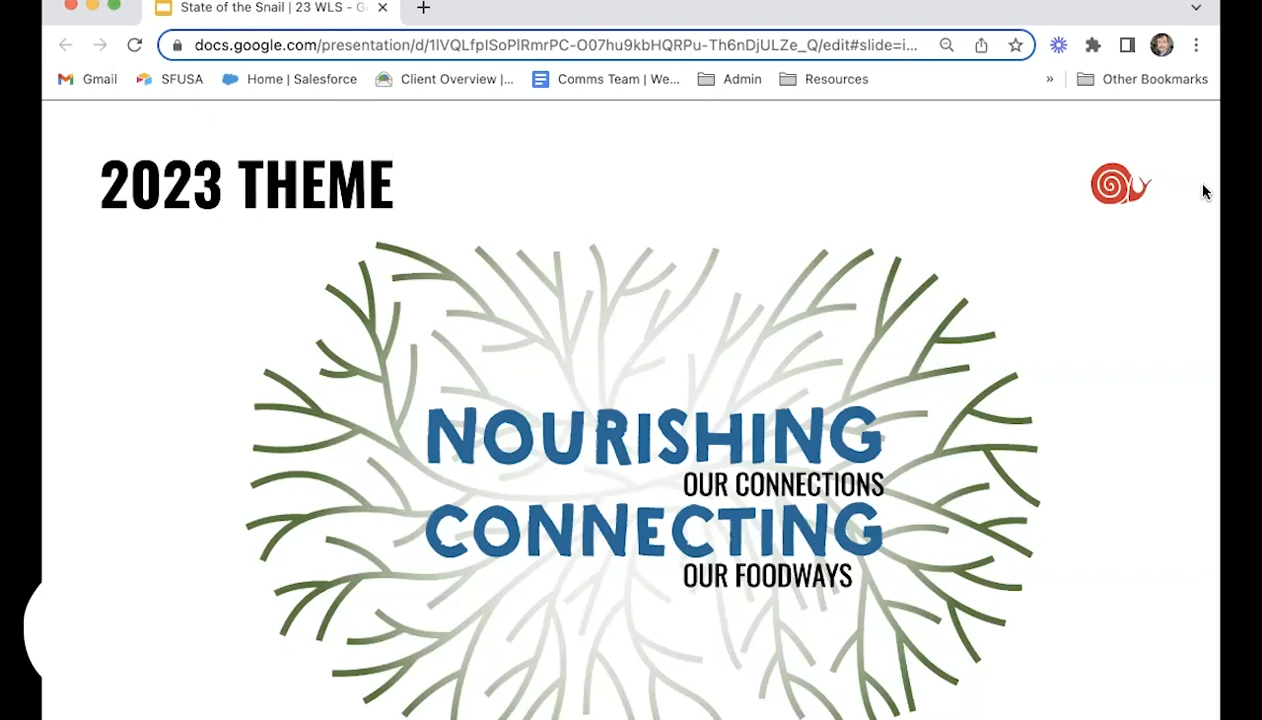 State of the Snail | 23 WLS - G
docs.google.com/presentation/d/1lVQLfplSoPlRmrPC-O07hu9kbHQRPu-Th6nDjULZe_Q/edit#slide=i...
Gmail SFUSA Home | Salesforce Client Overview |... Comms Team | We... Admin Resources » Other Bookmarks
2023 THEME
NOURISHING
OUR CONNECTIONS
CONNECTING
OUR FOODWAYS